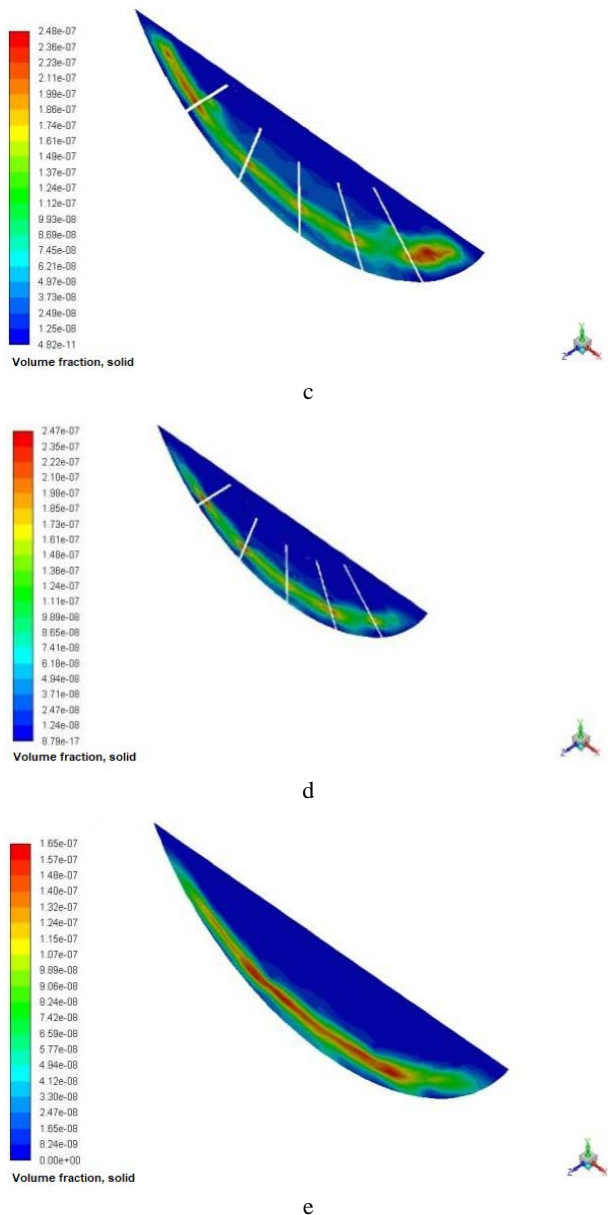 2.48e-07
2.36e-07
2.23e-07
2.11e-07
1.99e-07
1.86e-07
1.74e-07
1.61e-07
1.49e-07
1.37e-07
1.24e-07
1.12e-07
9.93e-08
8.69e-08
7.45e-08
6.21e-08
4.97e-08
3.73e-08
2.49e-08
1.25e-08
4.82e-11
Volume fraction, solid
Y
Z
X
c
2.47e-07
2.35e-07
2.22e-07
2.10e-07
1.98e-07
1.85e-07
1.73e-07
1.61e-07
1.48e-07
1.36e-07
1.24e-07
1.11e-07
9.89e-08
8.65e-08
7.41e-08
6.18e-08
4.94e-08
3.71e-08
2.47e-08
1.24e-08
8.79e-17
Volume fraction, solid
Y
Z
X
d
1.65e-07
1.57e-07
1.48e-07
1.40e-07
1.32e-07
1.24e-07
1.15e-07
1.07e-07
9.89e-08
9.06e-08
8.24e-08
7.42e-08
6.59e-08
5.77e-08
4.94e-08
4.12e-08
3.30e-08
2.47e-08
1.65e-08
8.24e-09
0.00e+00
Volume fraction, solid
Y
Z
X
e